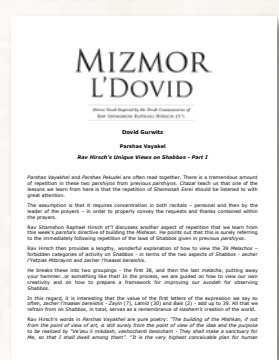 MIZMOR
L'DOVID
Divrei Torah Inspired by the Torah Commentaries of
RAV SHIMSHON RAPHAEL HIRSCH (ZT"L)
Dovid Gurwitz
Parshas Vayakel
Rav Hirsch's Unique Views on Shabbos - Part I
Parshas Vayakhel and Parshas Pekudei are often read together. There is a tremendous amount
of repetition in these two parshiyos from previous parshiyos. Chazal teach us that one of the
lessons we learn from here is that the repetition of Shemonah Esrei should be listened to with
great attention.
The assumption is that it requires concentration in both recitals – personal and then by the
leader of the prayers – in order to properly convey the requests and thanks contained within
the prayers.
Rav Shamshon Raphael Hirsch zt"l discusses another aspect of repetition that we learn from
this week's parsha's directive of building the Mishkan. He points out that this is surely referring
to the immediately following repetition of the laws of Shabbos given in previous parshiyos.
Rav Hirsch then provides a lengthy, wonderful explanation of how to view the 39 Melachos –
forbidden categories of activity on Shabbos – in terms of the two aspects of Shabbos – zecher
l'Yetzias Mitzrayim and zecher l'maasei bereishis.
He breaks these into two groupings – the first 38, and then the last melacha, putting away
your hammer…or something like that! In the process, we are guided on how to view our own
creativity and on how to prepare a framework for improving our avodah for observing
Shabbos.
In this regard, it is interesting that the value of the first letters of the expression we say so
often, zecher l'maasei bereishis - Zayin (7), Lamid (30) and Bais (2) – add up to 39. All that we
refrain from on Shabbos, in total, serves as a remembrance of Hashem's creation of the world.
Rav Hirsch's words in Parshas Vayakhel are pure poetry: "The building of the Mishkan, if not
from the point of view of art, is still surely from the point of view of the idea and the purpose
to be realized by "Ve'asu li mikdash, veshochanti besocham - They shall make a sanctuary for
Me, so that I shall dwell among them". "It is the very highest conceivable plan for human